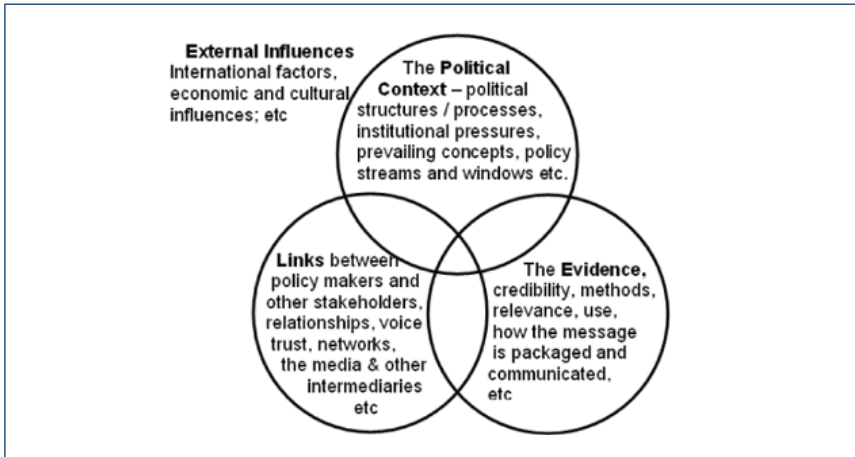 External Influences
International factors,
economic and cultural
influences; etc
The Political
Context – political
structures / processes,
institutional pressures,
prevailing concepts, policy
streams and windows etc.
Links between
policy makers and
other stakeholders,
relationships, voice
trust, networks,
the media & other
intermediaries
etc
The Evidence,
credibility, methods,
relevance, use,
how the message
is packaged and
communicated,
etc